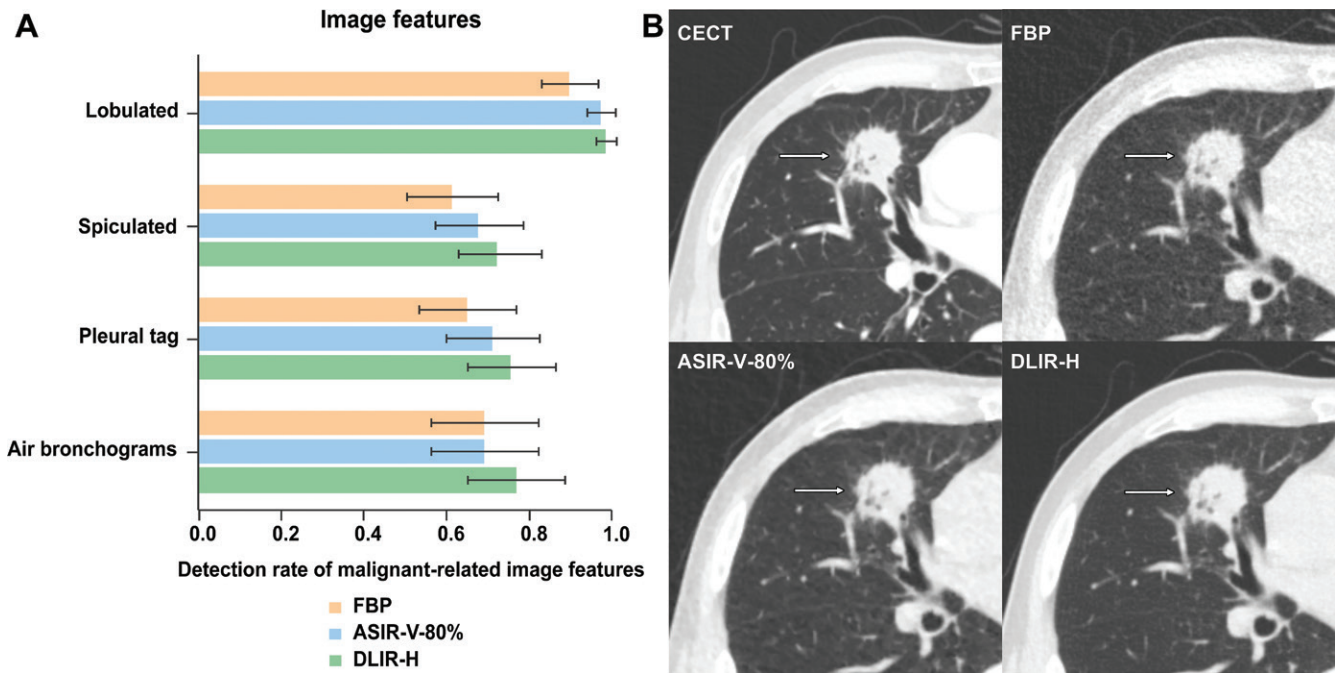 A
Image features
Lobulated
Spiculated
Pleural tag
Air bronchograms
0.0 0.2 0.4 0.6 0.8 1.0
Detection rate of malignant-related image features
FBP
ASIR-V-80%
DLIR-H
B
CECT
FBP
ASIR-V-80%
DLIR-H